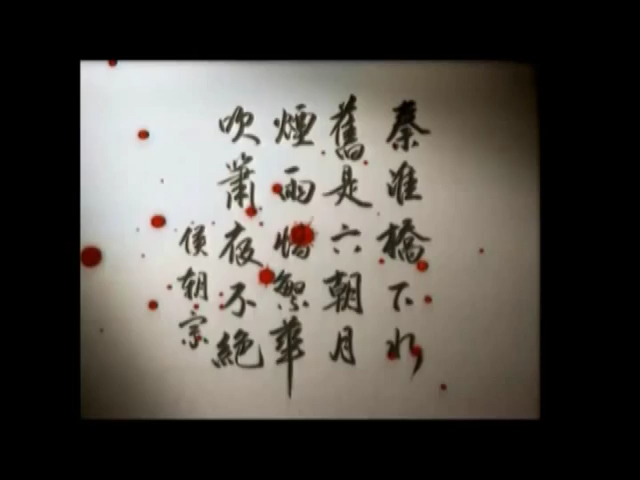 秦淮橋下水
舊是六朝月
煙雨惜繁華
吹簫夜不絕
侯朝宗